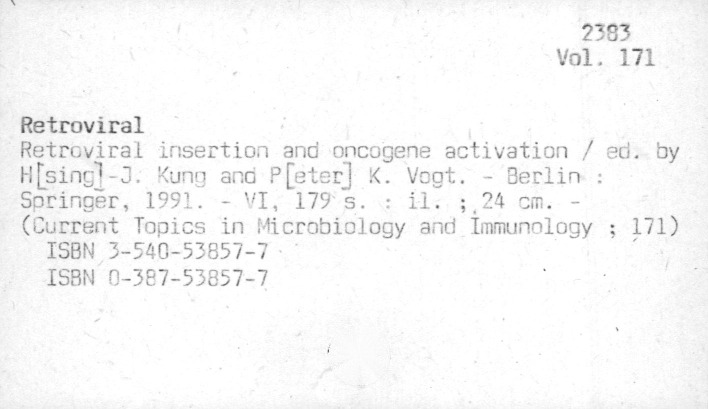 2383
Vol. 171
Retroviral
Retroviral insertion and oncogene activation / ed. by
H[sing]-J. Kung and P[eter] K. Vogt. - Berlin :
Springer, 1991. - VI, 179 s. : il. ; 24 cm. -
(Current Topics in Microbiology and Immunology ; 171)
ISBN 3-540-53857-7
ISBN 0-387-53857-7